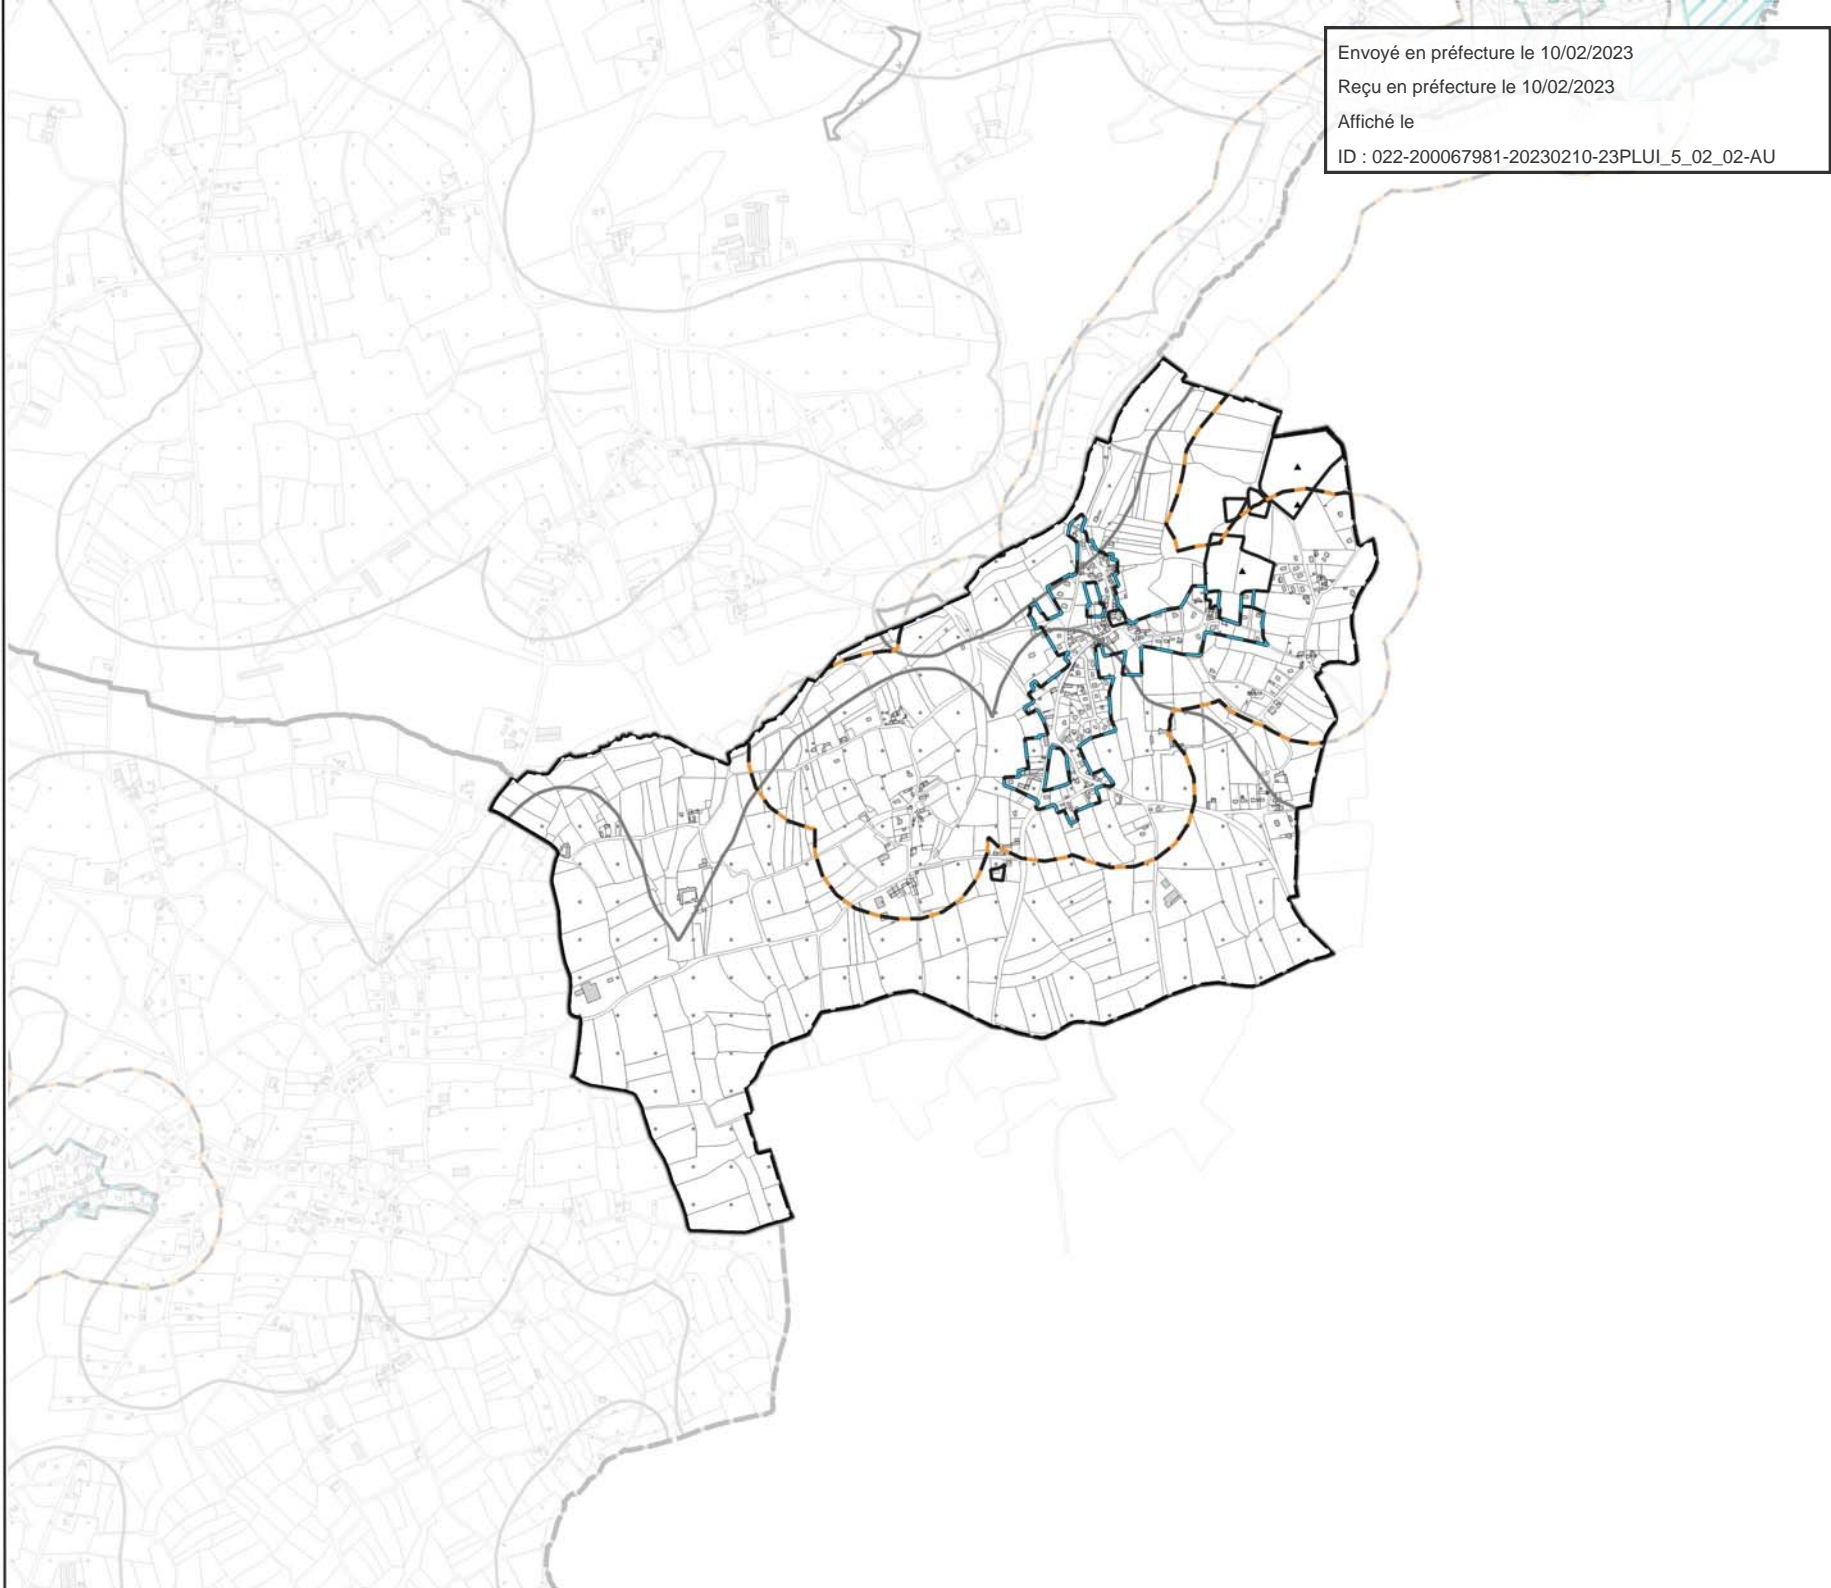 Envoyé en préfecture le 10/02/2023
Reçu en préfecture le 10/02/2023
Affiché le
ID : 022-200067981-20230210-23PLUI_5_02_02-AU